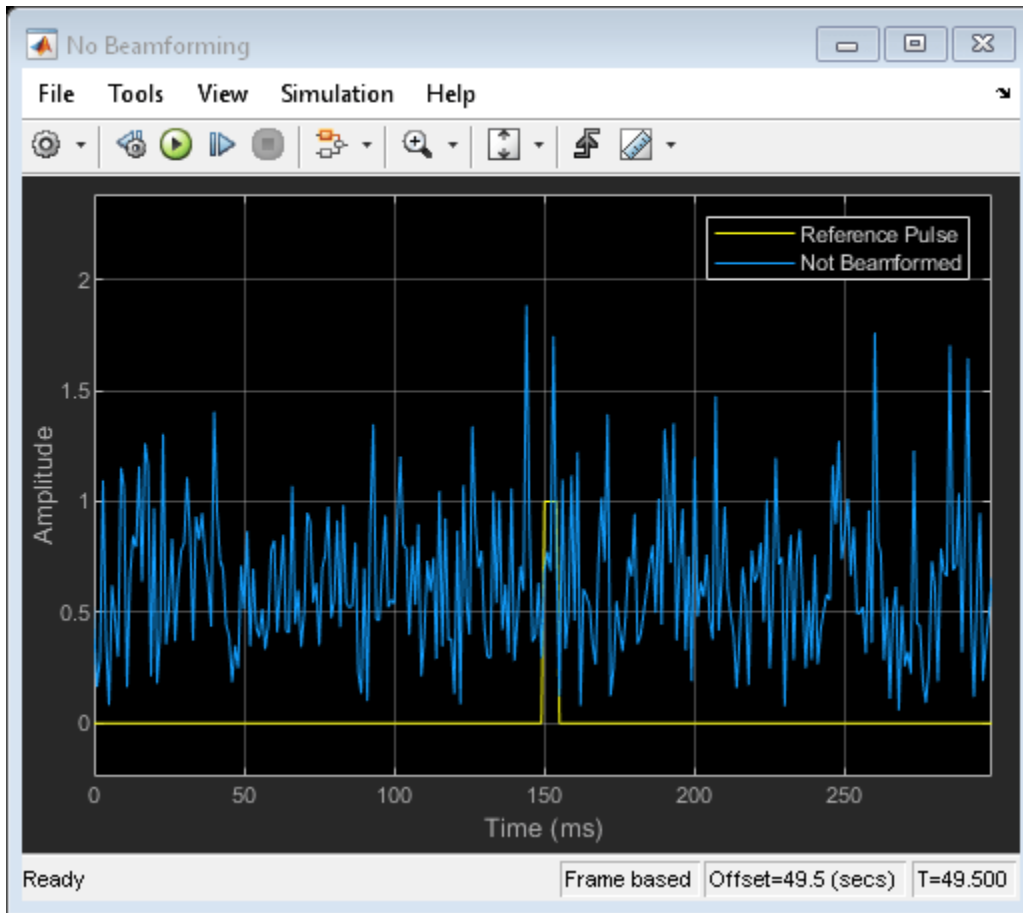 No Beamforming
File Tools View Simulation Help
Reference Pulse
Not Beamformed
2
1.5
1
0.5
0
Amplitude
0 50 100 150 200 250
Time (ms)
Ready Frame based Offset=49.5 (secs) T=49.500